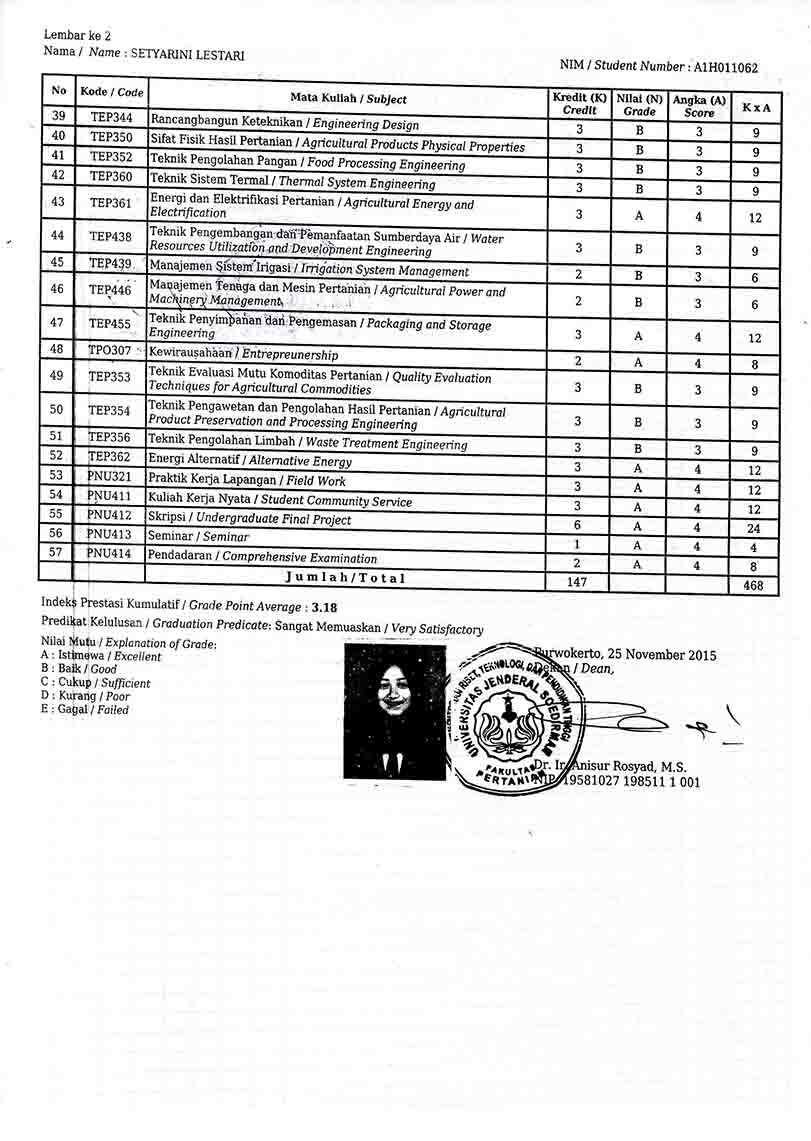 Lembar ke 2
Nama / Name : SETYARINI LESTARI
NIM / Student Number : A1H011062
No Kode / Code Mata Kuliah / Subject Kredit (K) Credit Nilai (N) Grade Angka (A) Score K x A
39 TEP344 Rancangbangun Keteknikan / Engineering Design 3 B 3 9
40 TEP350 Sifat Fisik Hasil Pertanian / Agricultural Products Physical Properties 3 B 3 9
41 TEP352 Teknik Pengolahan Pangan / Food Processing Engineering 3 B 3 9
42 TEP360 Teknik Sistem Termal / Thermal System Engineering 3 B 3 9
43 TEP361 Energi dan Elektrifikasi Pertanian / Agricultural Energy and
Electrification 3 A 4 12
44 TEP438 Teknik Pengembangan dan Pemanfaatan Sumberdaya Air / Water
Resources Utilization and Development Engineering 3 B 3 9
45 TEP439 Manajemen Sistem Irigasi / Irrigation System Management 2 B 3 6
46 TEP446 Manajemen Tenaga dan Mesin Pertanian / Agricultural Power and
Machinery Management 2 B 3 6
47 TEP455 Teknik Penyimpanan dan Pengemasan / Packaging and Storage
Engineering 3 A 4 12
48 TPO307 Kewirausahaan / Entrepreunership 2 A 4 8
49 TEP353 Teknik Evaluasi Mutu Komoditas Pertanian / Quality Evaluation
Techniques for Agricultural Commodities 3 B 3 9
50 TEP354 Teknik Pengawetan dan Pengolahan Hasil Pertanian / Agricultural
Product Preservation and Processing Engineering 3 B 3 9
51 TEP356 Teknik Pengolahan Limbah / Waste Treatment Engineering 3 B 3 9
52 TEP362 Energi Alternatif / Alternative Energy 3 A 4 12
53 PNU321 Praktik Kerja Lapangan / Field Work 3 A 4 12
54 PNU411 Kuliah Kerja Nyata / Student Community Service 3 A 4 12
55 PNU412 Skripsi / Undergraduate Final Project 6 A 4 24
56 PNU413 Seminar / Seminar 1 A 4 4
57 PNU414 Pendadaran / Comprehensive Examination 2 A 4 8
Jumlah/Total 147 468
Indeks Prestasi Kumulatif / Grade Point Average : 3.18
Predikat Kelulusan / Graduation Predicate: Sangat Memuaskan / Very Satisfactory
Nilai Mutu / Explanation of Grade:
A : Istimewa / Excellent
B : Baik / Good
C : Cukup / Sufficient
D : Kurang / Poor
E : Gagal / Failed
Purwokerto, 25 November 2015
Dekan / Dean,
RISET, TEKNOLOGI, DAN PENDIDIKAN TINGGI
UNIVERSITAS JENDERAL SOEDIRMAN
FAKULTAS
PERTANIAN
Dr. Ir. Anisur Rosyad, M.S.
NIP. 19581027 198511 1 001